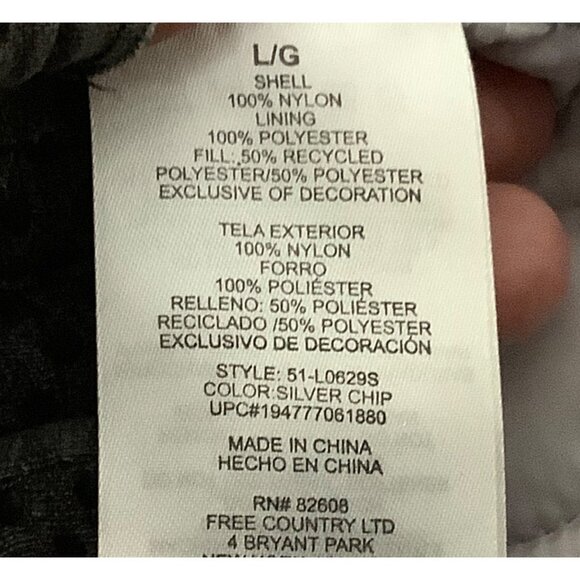 L/G
SHELL
100% NYLON
LINING
100% POLYESTER
FILL: 50% RECYCLED
POLYESTER/50% POLYESTER
EXCLUSIVE OF DECORATION
TELA EXTERIOR
100% NYLON
FORRO
100% POLIÉSTER
RELLENO: 50% POLIÉSTER
RECICLADO /50% POLYESTER
EXCLUSIVO DE DECORACIÓN
STYLE: 51-L0629S
COLOR:SILVER CHIP
UPC#194777061880
MADE IN CHINA
HECHO EN CHINA
RN# 82608
FREE COUNTRY LTD
4 BRYANT PARK